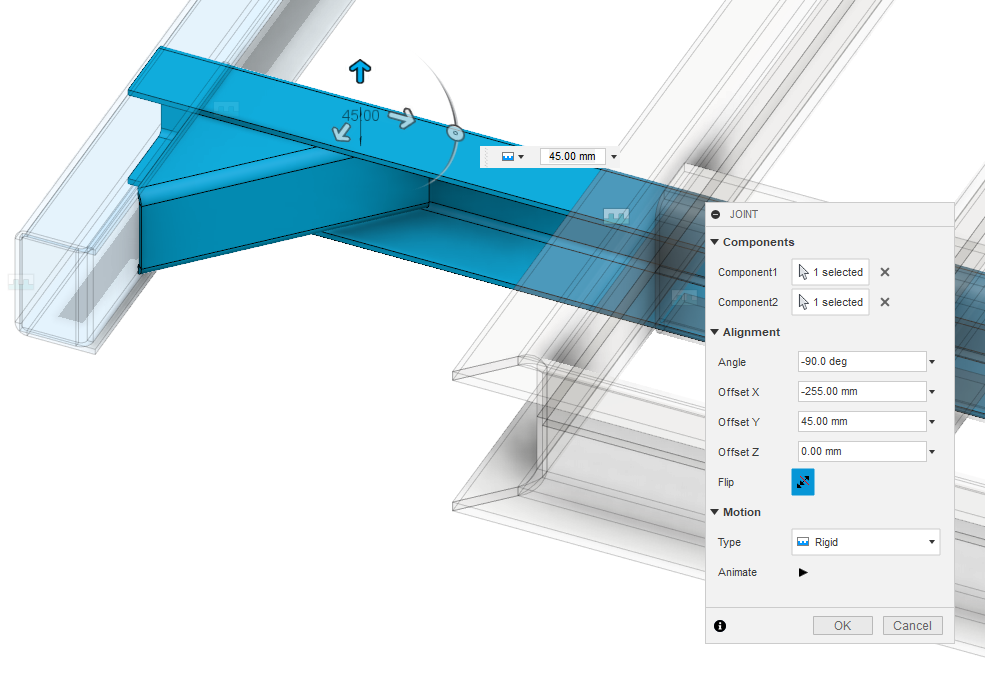 45.00
45.00 mm
JOINT
Components
Component1 1 selected
Component2 1 selected
Alignment
Angle -90.0 deg
Offset X -255.00 mm
Offset Y 45.00 mm
Offset Z 0.00 mm
Flip
Motion
Type Rigid
Animate
OK Cancel